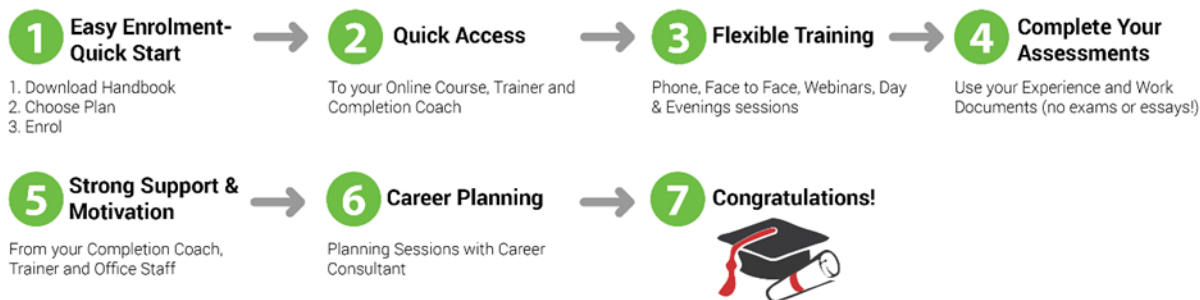 1 Easy Enrolment-
Quick Start
1. Download Handbook
2. Choose Plan
3. Enrol
2 Quick Access
To your Online Course, Trainer and
Completion Coach
3 Flexible Training
Phone, Face to Face, Webinars, Day
& Evenings sessions
4 Complete Your
Assessments
Use your Experience and Work
Documents (no exams or essays!)
5 Strong Support &
Motivation
From your Completion Coach,
Trainer and Office Staff
6 Career Planning
Planning Sessions with Career
Consultant
7 Congratulations!